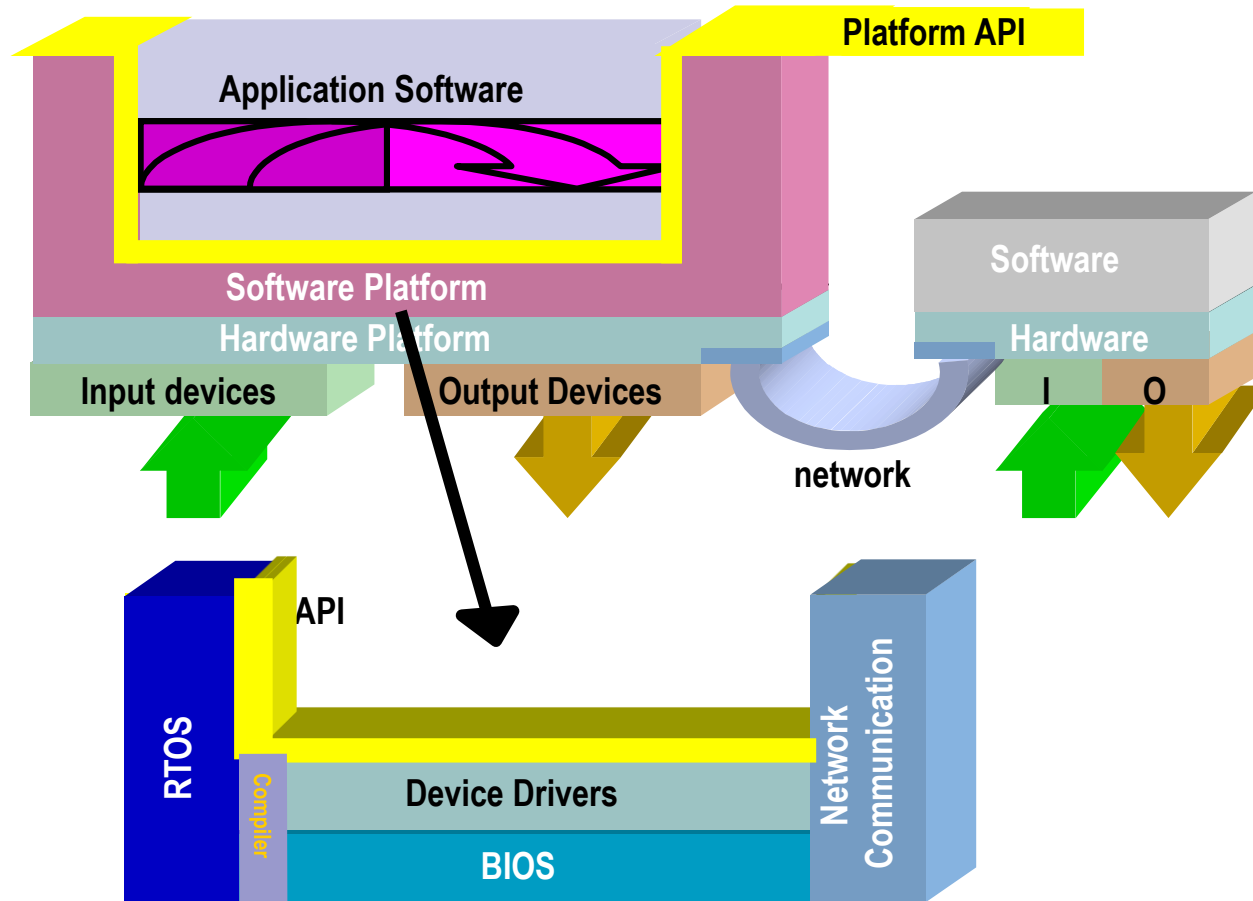 Platform API
Application Software
Software Platform
Hardware Platform
Input devices
Output Devices
network
Software
Hardware
I
O
API
RTOS
Compiler
Device Drivers
BIOS
Network
Communication